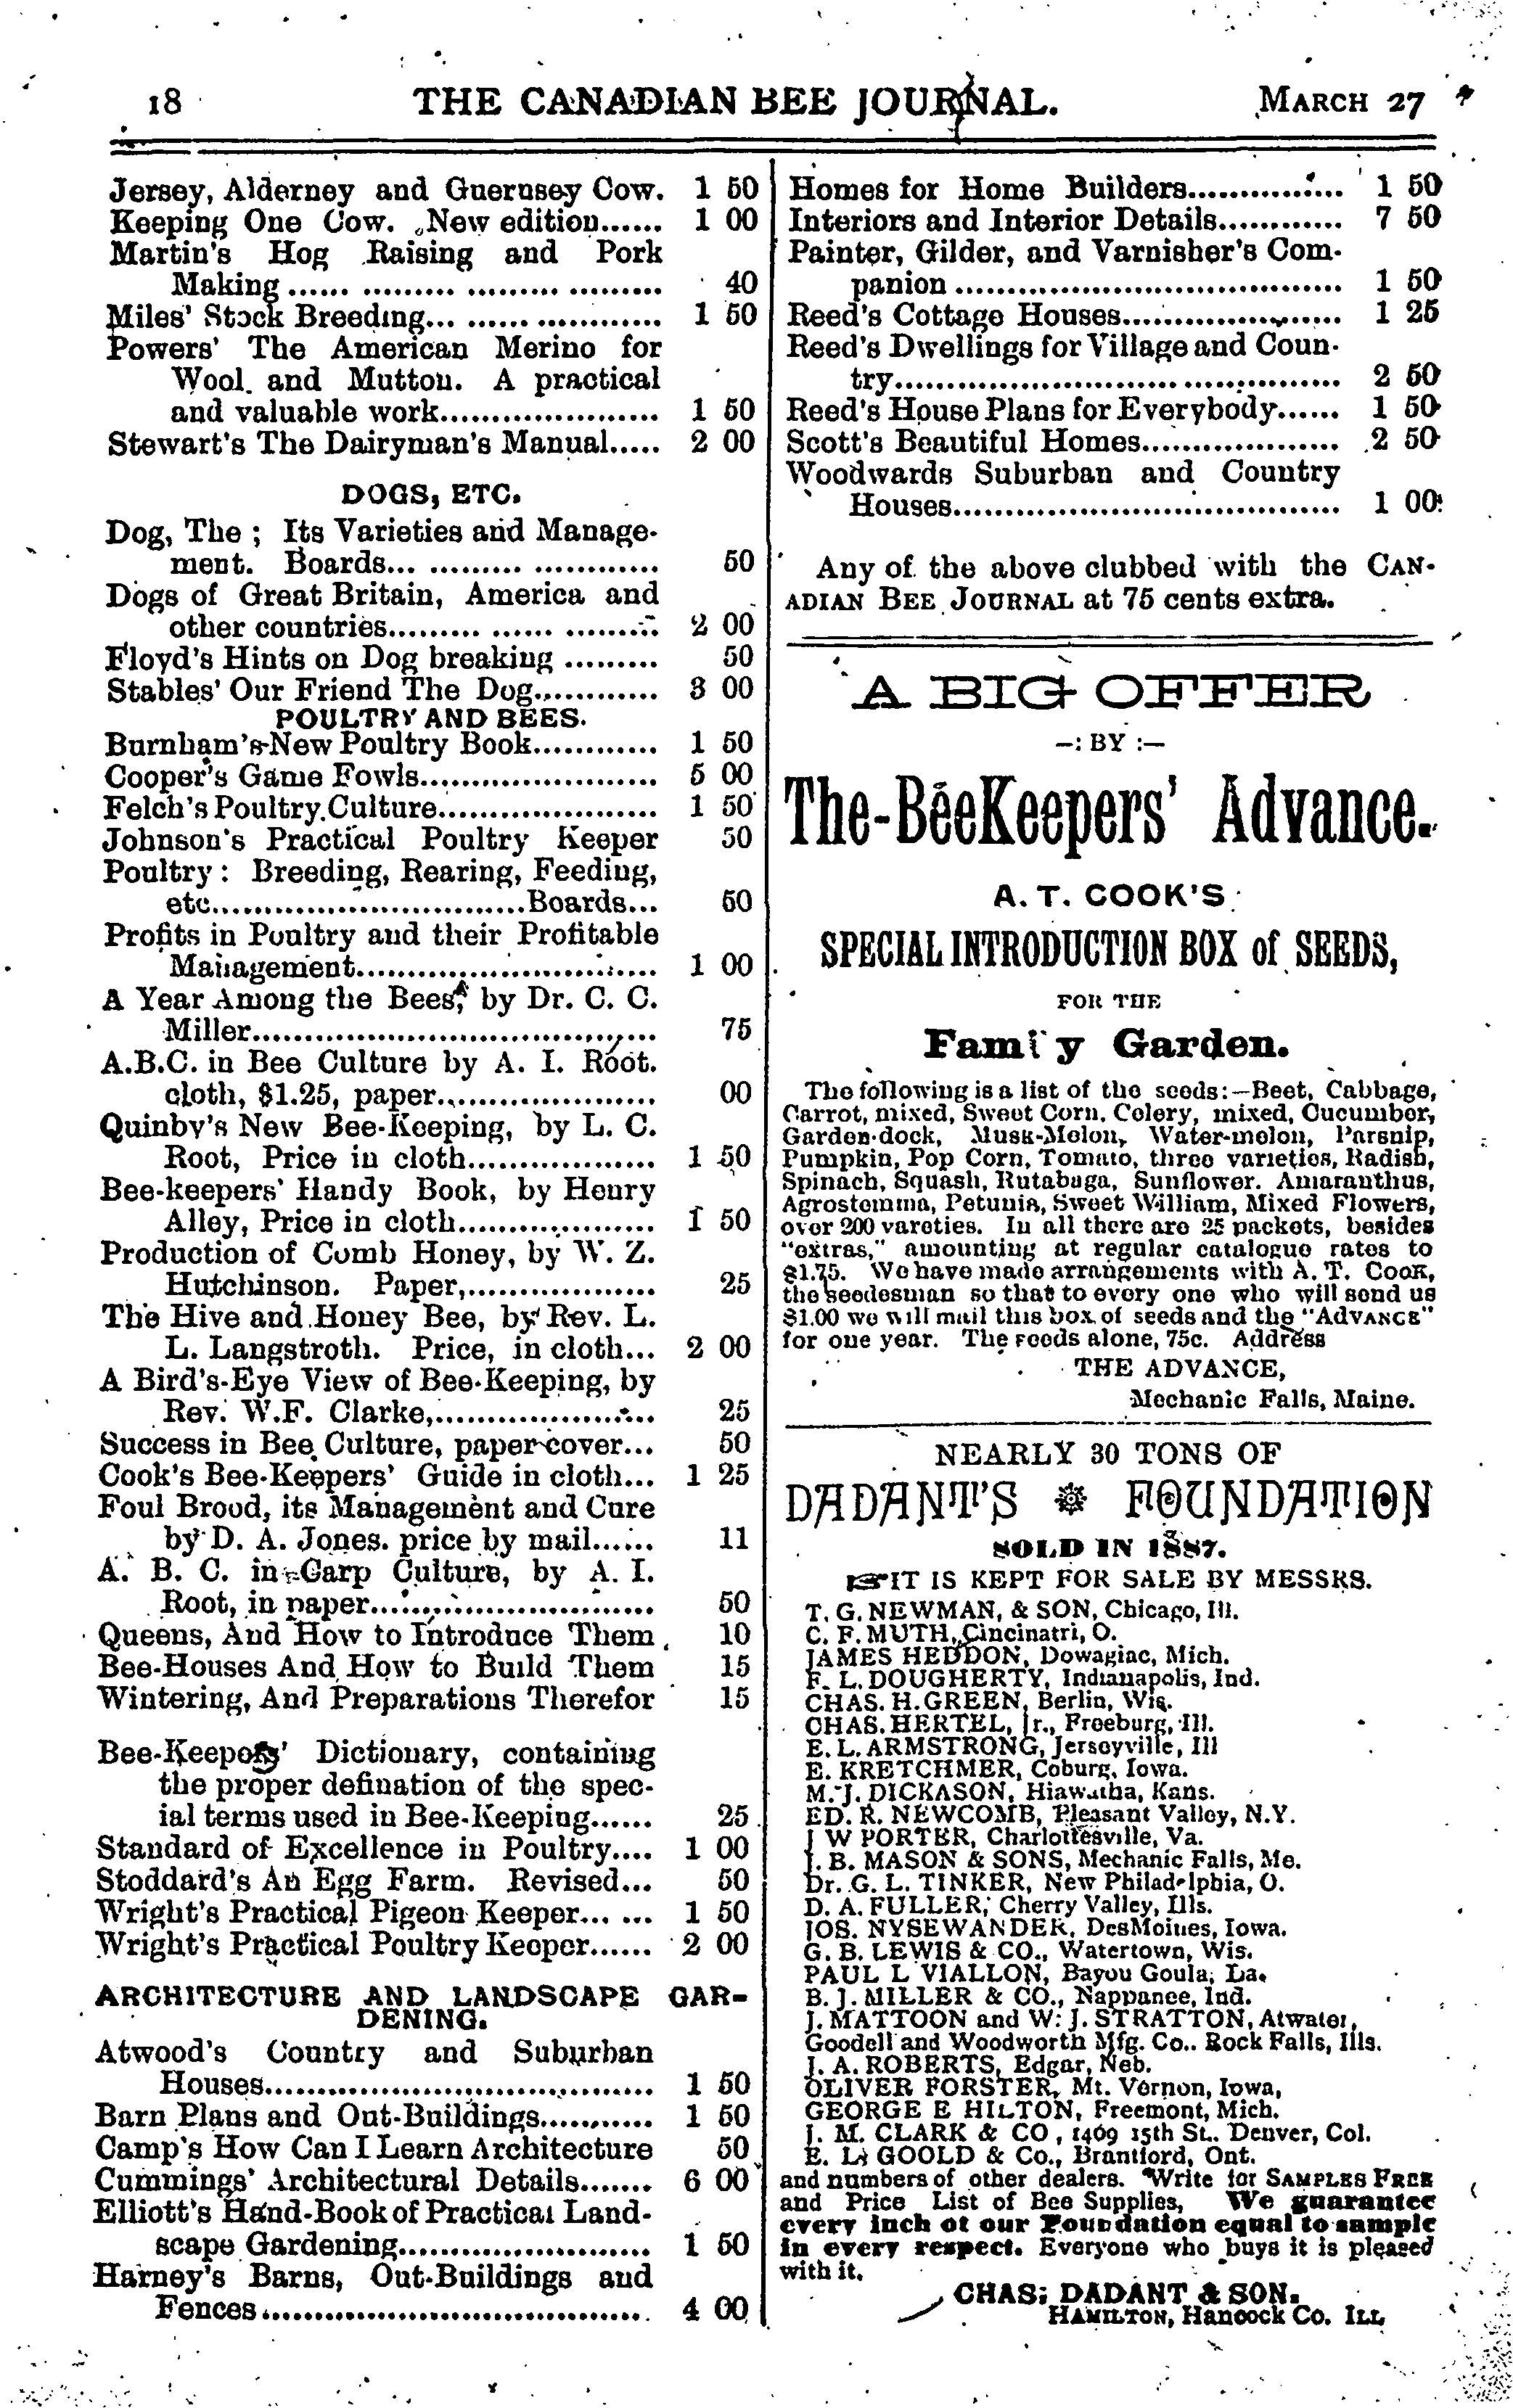 18 THE CANADIAN BEE JOURNAL. MARCH 27
Jersey, Alderney and Guernsey Cow. 1 50
Keeping One Cow. New edition...... 1 00
Martin's Hog Raising and Pork
Making...... ......... ......... ......... 40
Miles' Stock Breeding... ...... ............ 1 50
Powers' The American Merino for
Wool. and Mutton. A practical
and valuable work..................... 1 50
Stewart's The Dairyman's Manual..... 2 00
DOGS, ETC.
Dog, The ; Its Varieties and Manage-
ment. Boards... ......... ............ 50
Dogs of Great Britain, America and
other countries......... ...... ......... 2 00
Floyd's Hints on Dog breaking ......... 50
Stables' Our Friend The Dog............ 3 00
POULTRY AND BEES.
Burnham's New Poultry Book............ 1 50
Cooper's Game Fowls....................... 5 00
Felch's Poultry Culture..................... 1 50
Johnson's Practical Poultry Keeper 50
Poultry : Breeding, Rearing, Feeding,
etc..............................Boards... 50
Profits in Poultry and their Profitable
Management............................. 1 00
A Year Among the Bees, by Dr. C. C.
Miller....................................... 75
A.B.C. in Bee Culture by A. I. Root.
cloth, $1.25, paper..................... 00
Quinby's New Bee-Keeping, by L. C.
Root, Price in cloth.................. 1 50
Bee-keepers' Handy Book, by Henry
Alley, Price in cloth................... 1 50
Production of Comb Honey, by W. Z.
Hutchinson. Paper,.................. 25
The Hive and Honey Bee, by Rev. L.
L. Langstroth. Price, in cloth... 2 00
A Bird's-Eye View of Bee-Keeping, by
Rev. W.F. Clarke,..................... 25
Success in Bee Culture, paper cover... 50
Cook's Bee-Keepers' Guide in cloth... 1 25
Foul Brood, its Management and Cure
by D. A. Jones. price by mail...... 11
A. B. C. in Carp Culture, by A. I.
Root, in paper........................... 50
Queens, And How to Introduce Them. 10
Bee-Houses And How to Build Them 15
Wintering, And Preparations Therefor 15
Bee-Keepers' Dictionary, containing
the proper defination of the spec-
ial terms used in Bee-Keeping...... 25
Standard of Excellence in Poultry.... 1 00
Stoddard's An Egg Farm. Revised... 50
Wright's Practical Pigeon Keeper... ... 1 50
Wright's Practical Poultry Keeper...... 2 00
ARCHITECTURE AND LANDSCAPE GAR-
DENING.
Atwood's Country and Suburban
Houses..................................... 1 50
Barn Plans and Out-Buildings........... 1 50
Camp's How Can I Learn Architecture 50
Cummings' Architectural Details....... 6 00
Elliott's Hand-Book of Practical Land-
scape Gardening........................ 1 50
Harney's Barns, Out-Buildings and
Fences..................................... 4 00
Homes for Home Builders............... 1 50
Interiors and Interior Details............ 7 50
Painter, Gilder, and Varnisher's Com-
panion..................................... 1 50
Reed's Cottage Houses..................... 1 25
Reed's Dwellings for Village and Coun-
try........................................... 2 50
Reed's House Plans for Everybody...... 1 50
Scott's Beautiful Homes................... 2 50
Woodwards Suburban and Country
Houses..................................... 1 00
Any of the above clubbed with the CAN-
ADIAN BEE JOURNAL at 75 cents extra.
A BIG OFFER
—: BY :—
The-BeeKeepers' Advance.
A. T. COOK'S
SPECIAL INTRODUCTION BOX of SEEDS,
FOR THE
Family Garden.
The following is a list of the seeds:—Beet, Cabbage,
Carrot, mixed, Sweet Corn, Celery, mixed, Cucumber,
Garden-dock, Musk-Melon, Water-melon, Parsnip,
Pumpkin, Pop Corn, Tomato, three varieties, Radish,
Spinach, Squash, Rutabaga, Sunflower. Amaranthus,
Agrostemma, Petunia, Sweet William, Mixed Flowers,
over 200 vareties. In all there are 25 packets, besides
"extras," amounting at regular catalogue rates to
$1.75. We have made arrangements with A. T. COOK,
the seedesman so that to every one who will send us
$1.00 we will mail this box of seeds and the "ADVANCE"
for one year. The seeds alone, 75c. Address
THE ADVANCE,
Mechanic Falls, Maine.
NEARLY 30 TONS OF
DADANT'S FOUNDATION
SOLD IN 1887.
☞IT IS KEPT FOR SALE BY MESSRS.
T. G. NEWMAN, & SON, Chicago, Ill.
C. F. MUTH, Cincinatri, O.
JAMES HEDDON, Dowagiac, Mich.
F. L. DOUGHERTY, Indianapolis, Ind.
CHAS. H. GREEN, Berlin, Wis.
CHAS. HERTEL, Jr., Freeburg, Ill.
E. L. ARMSTRONG, Jerseyville, Ill
E. KRETCHMER, Coburg, Iowa.
M. J. DICKASON, Hiawatha, Kans.
ED. R. NEWCOMB, Pleasant Valley, N.Y.
J W PORTER, Charlottesville, Va.
J. B. MASON & SONS, Mechanic Falls, Me.
Dr. G. L. TINKER, New Philadelphia, O.
D. A. FULLER, Cherry Valley, Ills.
JOS. NYSEWANDER, DesMoines, Iowa.
G. B. LEWIS & CO., Watertown, Wis.
PAUL L VIALLON, Bayou Goula, La.
B. J. MILLER & CO., Nappanee, Ind.
J. MATTOON and W. J. STRATTON, Atwater,
Goodell and Woodworth Mfg. Co.. Rock Falls, Ills.
J. A. ROBERTS, Edgar, Neb.
OLIVER FORSTER, Mt. Vernon, Iowa,
GEORGE E HILTON, Freemont, Mich.
J. M. CLARK & CO, 1409 15th St.. Denver, Col.
E. L. GOOLD & Co., Brantford, Ont.
and numbers of other dealers. Write for SAMPLES FREE
and Price List of Bee Supplies, We guarantee
every inch of our Foundation equal to sample
in every respect. Everyone who buys it is pleased
with it.
CHAS. DADANT & SON.
HAMILTON, Hancock Co. ILL